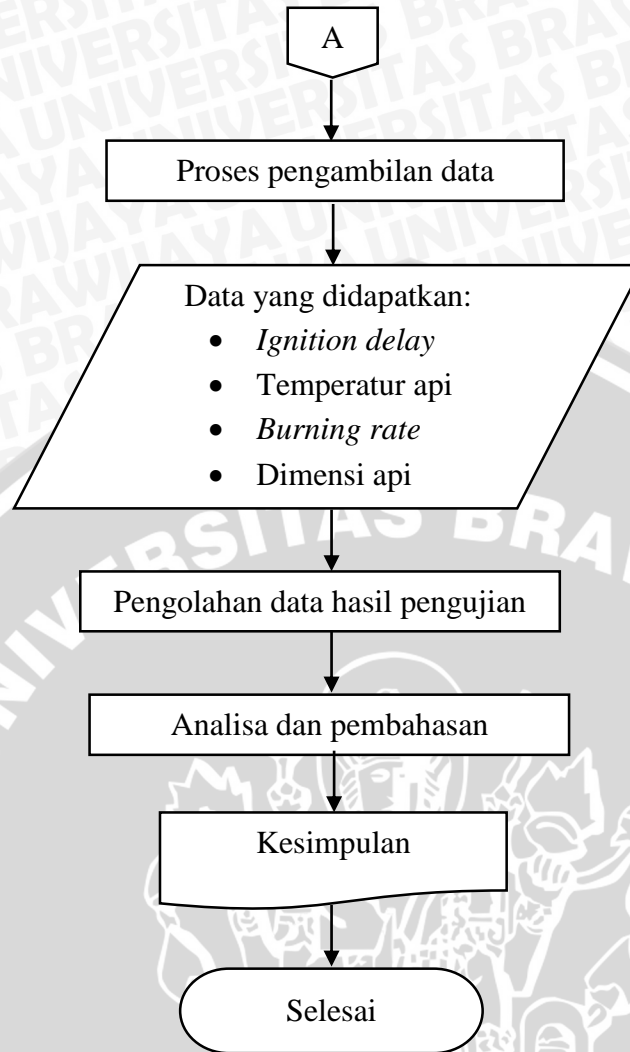 A
Proses pengambilan data
Data yang didapatkan:
• Ignition delay
• Temperatur api
• Burning rate
• Dimensi api
Pengolahan data hasil pengujian
Analisa dan pembahasan
Kesimpulan
Selesai